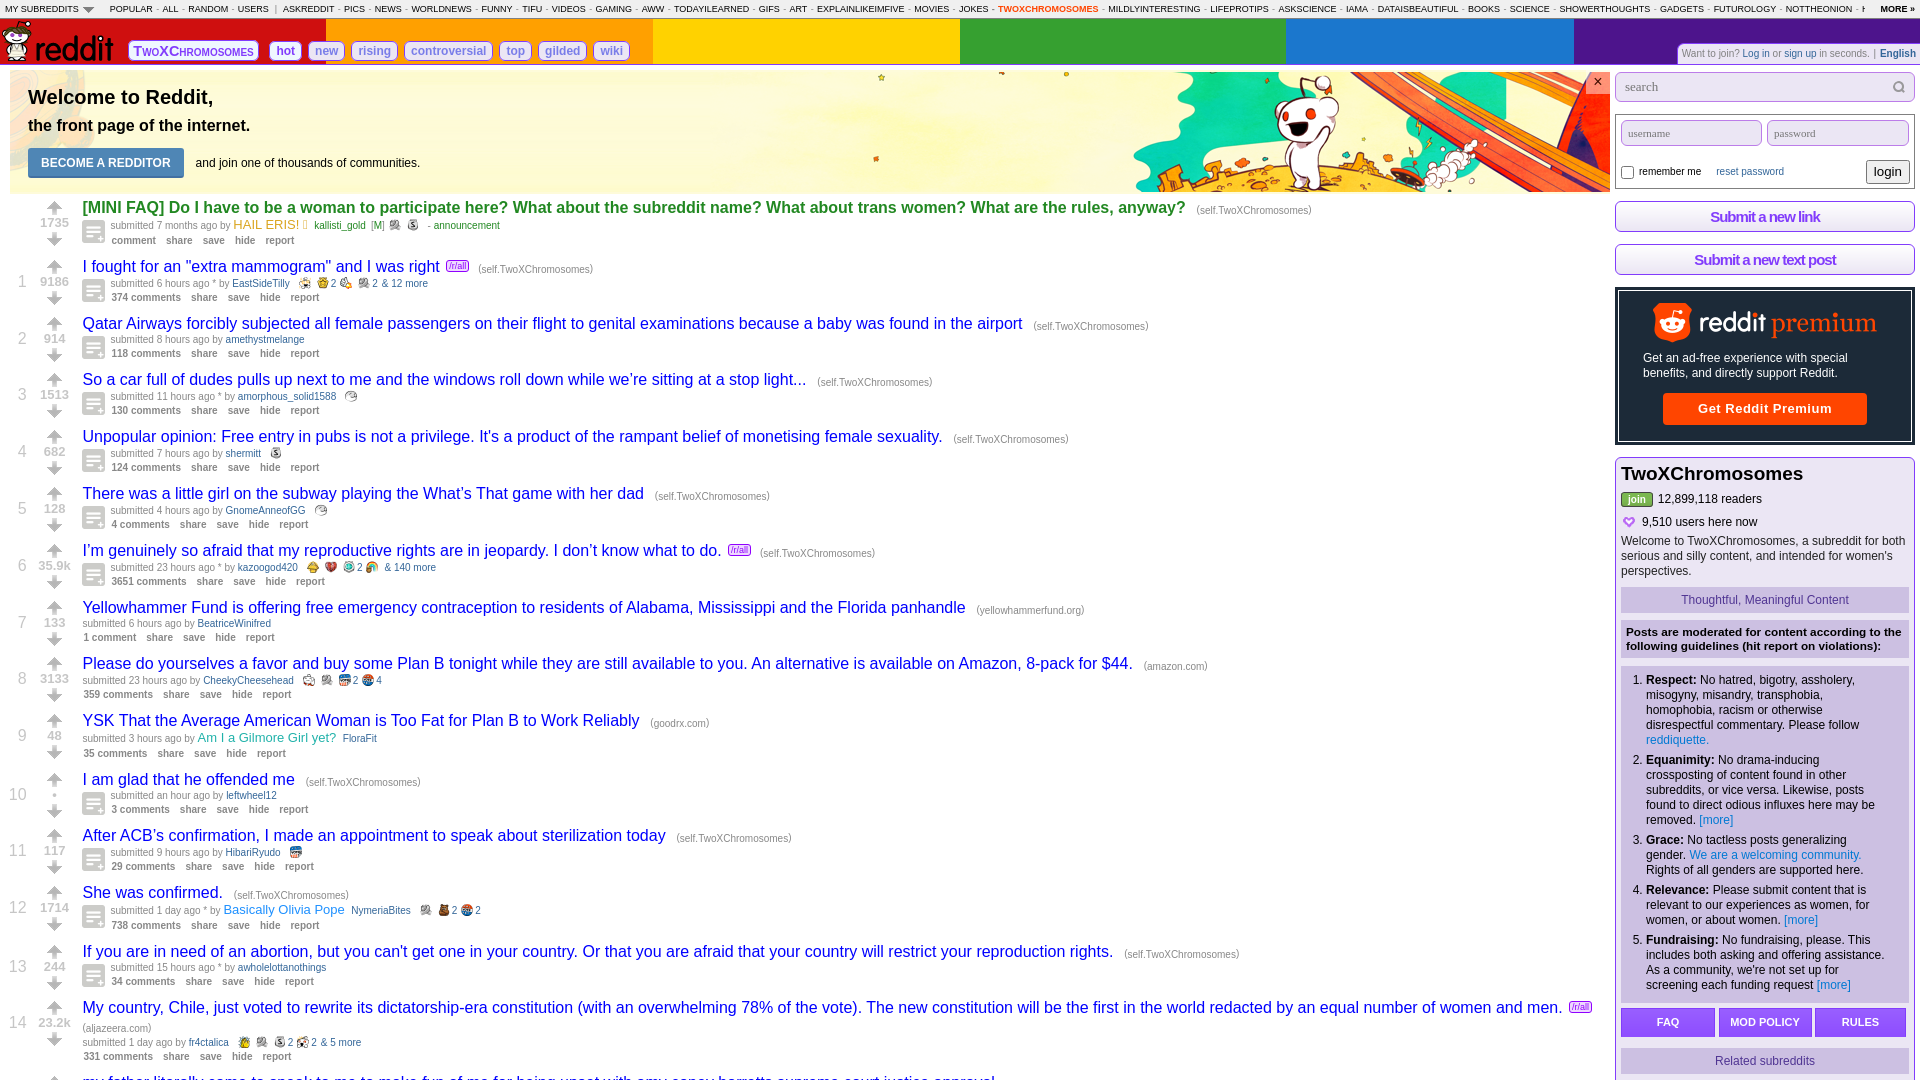 MY SUBREDDITS POPULAR - ALL - RANDOM - USERS | ASKREDDIT - PICS - NEWS - WORLDNEWS - FUNNY - TIFU - VIDEOS - GAMING - AWW - TODAYILEARNED - GIFS - ART - EXPLAINLIKEIMFIVE - MOVIES - JOKES - TWOXCHROMOSOMES - MILDLYINTERESTING - LIFEPROTIPS - ASKSCIENCE - IAMA - DATAISBEAUTIFUL - BOOKS - SCIENCE - SHOWERTHOUGHTS - GADGETS - FUTUROLOGY - NOTTHEONION - MORE »
reddit TwoXChromosomes hot new rising controversial top gilded wiki
Want to join? Log in or sign up in seconds. | English
Welcome to Reddit,
the front page of the internet.
BECOME A REDDITOR and join one of thousands of communities.
×
1735
[MINI FAQ] Do I have to be a woman to participate here? What about the subreddit name? What about trans women? What are the rules, anyway? (self.TwoXChromosomes)
submitted 7 months ago by HAIL ERIS! kallisti_gold [M] - announcement
comment share save hide report
1 9186
I fought for an "extra mammogram" and I was right /r/all (self.TwoXChromosomes)
submitted 6 hours ago * by EastSideTilly 2 2 & 12 more
374 comments share save hide report
2 914
Qatar Airways forcibly subjected all female passengers on their flight to genital examinations because a baby was found in the airport (self.TwoXChromosomes)
submitted 8 hours ago by amethystmelange
118 comments share save hide report
3 1513
So a car full of dudes pulls up next to me and the windows roll down while we’re sitting at a stop light... (self.TwoXChromosomes)
submitted 11 hours ago * by amorphous_solid1588
130 comments share save hide report
4 682
Unpopular opinion: Free entry in pubs is not a privilege. It's a product of the rampant belief of monetising female sexuality. (self.TwoXChromosomes)
submitted 7 hours ago by shermitt
124 comments share save hide report
5 128
There was a little girl on the subway playing the What’s That game with her dad (self.TwoXChromosomes)
submitted 4 hours ago by GnomeAnneofGG
4 comments share save hide report
6 35.9k
I’m genuinely so afraid that my reproductive rights are in jeopardy. I don’t know what to do. /r/all (self.TwoXChromosomes)
submitted 23 hours ago * by kazoogod420 2 & 140 more
3651 comments share save hide report
7 133
Yellowhammer Fund is offering free emergency contraception to residents of Alabama, Mississippi and the Florida panhandle (yellowhammerfund.org)
submitted 6 hours ago by BeatriceWinifred
1 comment share save hide report
8 3133
Please do yourselves a favor and buy some Plan B tonight while they are still available to you. An alternative is available on Amazon, 8-pack for $44. (amazon.com)
submitted 23 hours ago by CheekyCheesehead 2 4
359 comments share save hide report
9 48
YSK That the Average American Woman is Too Fat for Plan B to Work Reliably (goodrx.com)
submitted 3 hours ago by Am I a Gilmore Girl yet? FloraFit
35 comments share save hide report
10 •
I am glad that he offended me (self.TwoXChromosomes)
submitted an hour ago by leftwheel12
3 comments share save hide report
11 117
After ACB’s confirmation, I made an appointment to speak about sterilization today (self.TwoXChromosomes)
submitted 9 hours ago by HibariRyudo
29 comments share save hide report
12 1714
She was confirmed. (self.TwoXChromosomes)
submitted 1 day ago * by Basically Olivia Pope NymeriaBites 2 2
738 comments share save hide report
13 244
If you are in need of an abortion, but you can't get one in your country. Or that you are afraid that your country will restrict your reproduction rights. (self.TwoXChromosomes)
submitted 15 hours ago * by awholelottanothings
34 comments share save hide report
14 23.2k
My country, Chile, just voted to rewrite its dictatorship-era constitution (with an overwhelming 78% of the vote). The new constitution will be the first in the world redacted by an equal number of women and men. /r/all
(aljazeera.com)
submitted 1 day ago by fr4ctalica 2 2 & 5 more
331 comments share save hide report
my father literally came to speak to me to make fun of me for being upset with amy coney barretts supreme court justice approval
search
username password
remember me reset password login
Submit a new link
Submit a new text post
reddit premium
Get an ad-free experience with special
benefits, and directly support Reddit.
Get Reddit Premium
TwoXChromosomes
join 12,899,118 readers
9,510 users here now
Welcome to TwoXChromosomes, a subreddit for both
serious and silly content, and intended for women's
perspectives.
Thoughtful, Meaningful Content
Posts are moderated for content according to the
following guidelines (hit report on violations):
1. Respect: No hatred, bigotry, assholery,
misogyny, misandry, transphobia,
homophobia, racism or otherwise
disrespectful commentary. Please follow
reddiquette.
2. Equanimity: No drama-inducing
crossposting of content found in other
subreddits, or vice versa. Likewise, posts
found to direct odious influxes here may be
removed. [more]
3. Grace: No tactless posts generalizing
gender. We are a welcoming community.
Rights of all genders are supported here.
4. Relevance: Please submit content that is
relevant to our experiences as women, for
women, or about women. [more]
5. Fundraising: No fundraising, please. This
includes both asking and offering assistance.
As a community, we're not set up for
screening each funding request [more]
FAQ MOD POLICY RULES
Related subreddits